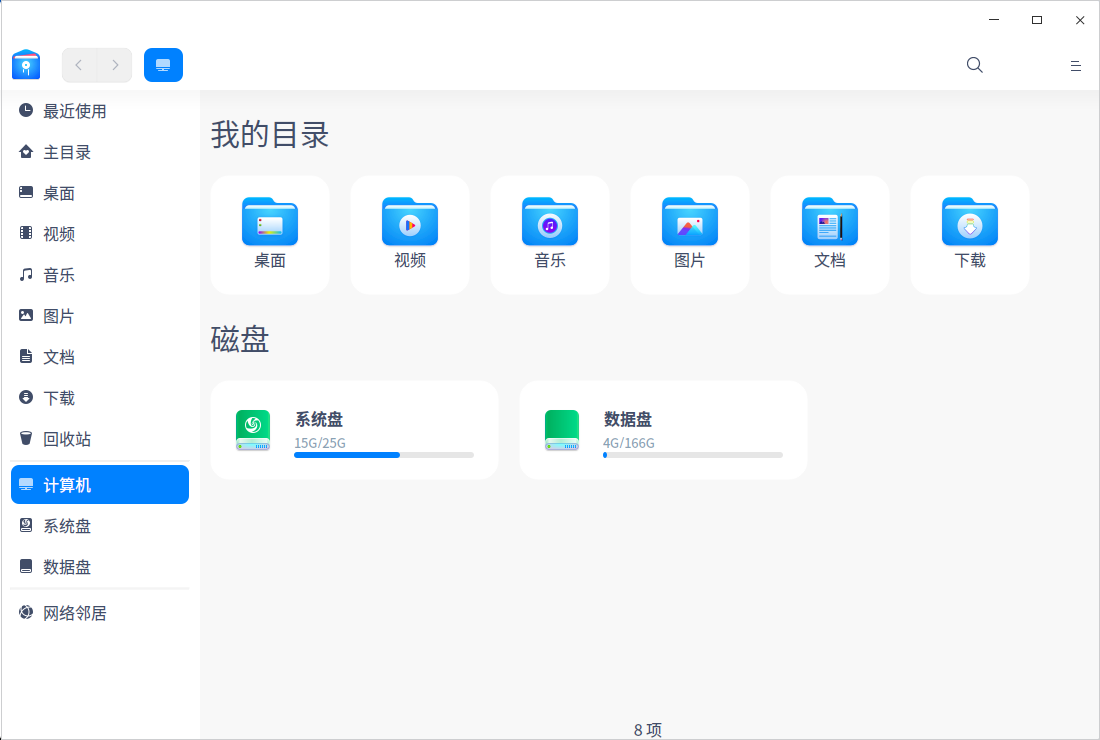 最近使用
主目录
桌面
视频
音乐
图片
文档
下载
回收站
计算机
系统盘
数据盘
网络邻居
我的目录
桌面
视频
音乐
图片
文档
下载
磁盘
系统盘
15G/25G
数据盘
4G/166G
8 项